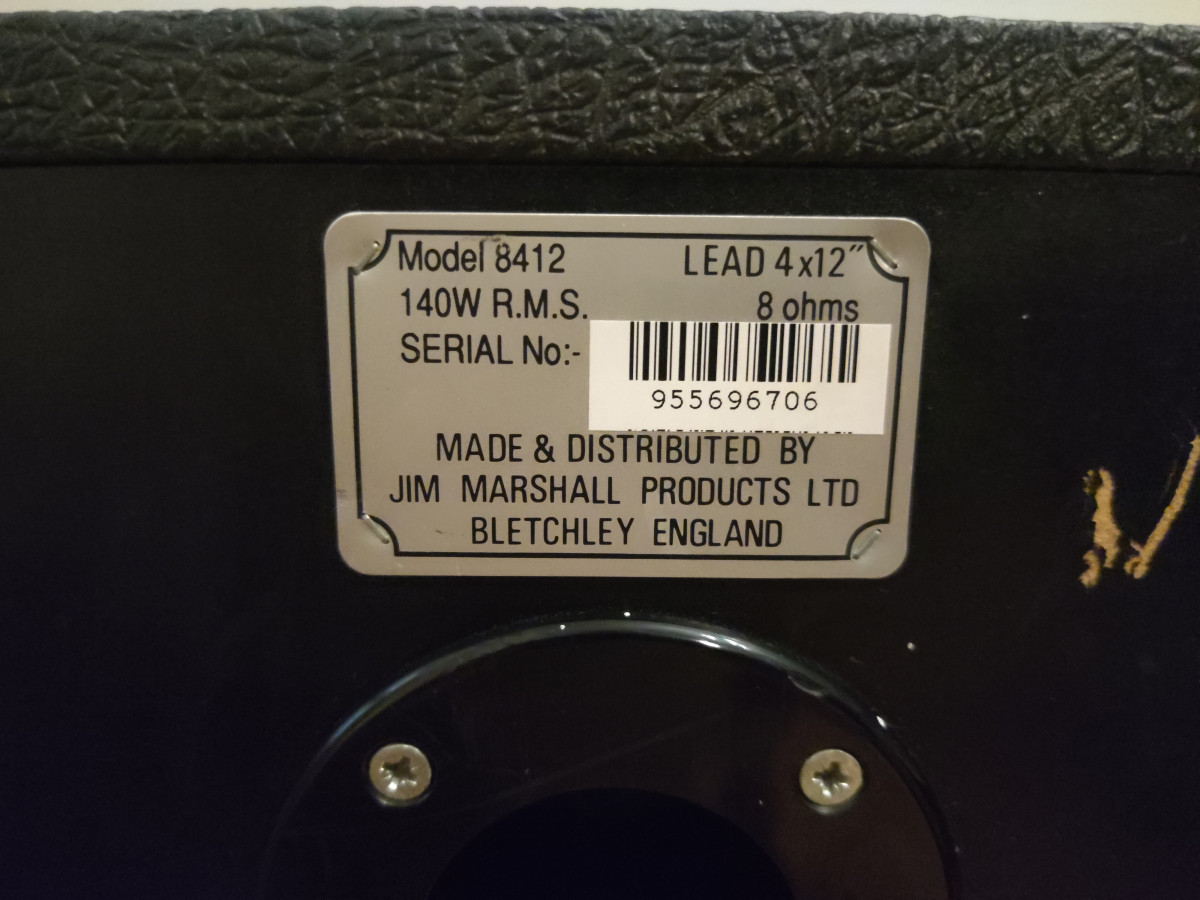 Model 8412 LEAD 4x12"
140W R.M.S. 8 ohms
SERIAL No:-
955696706
MADE & DISTRIBUTED BY
JIM MARSHALL PRODUCTS LTD
BLETCHLEY ENGLAND